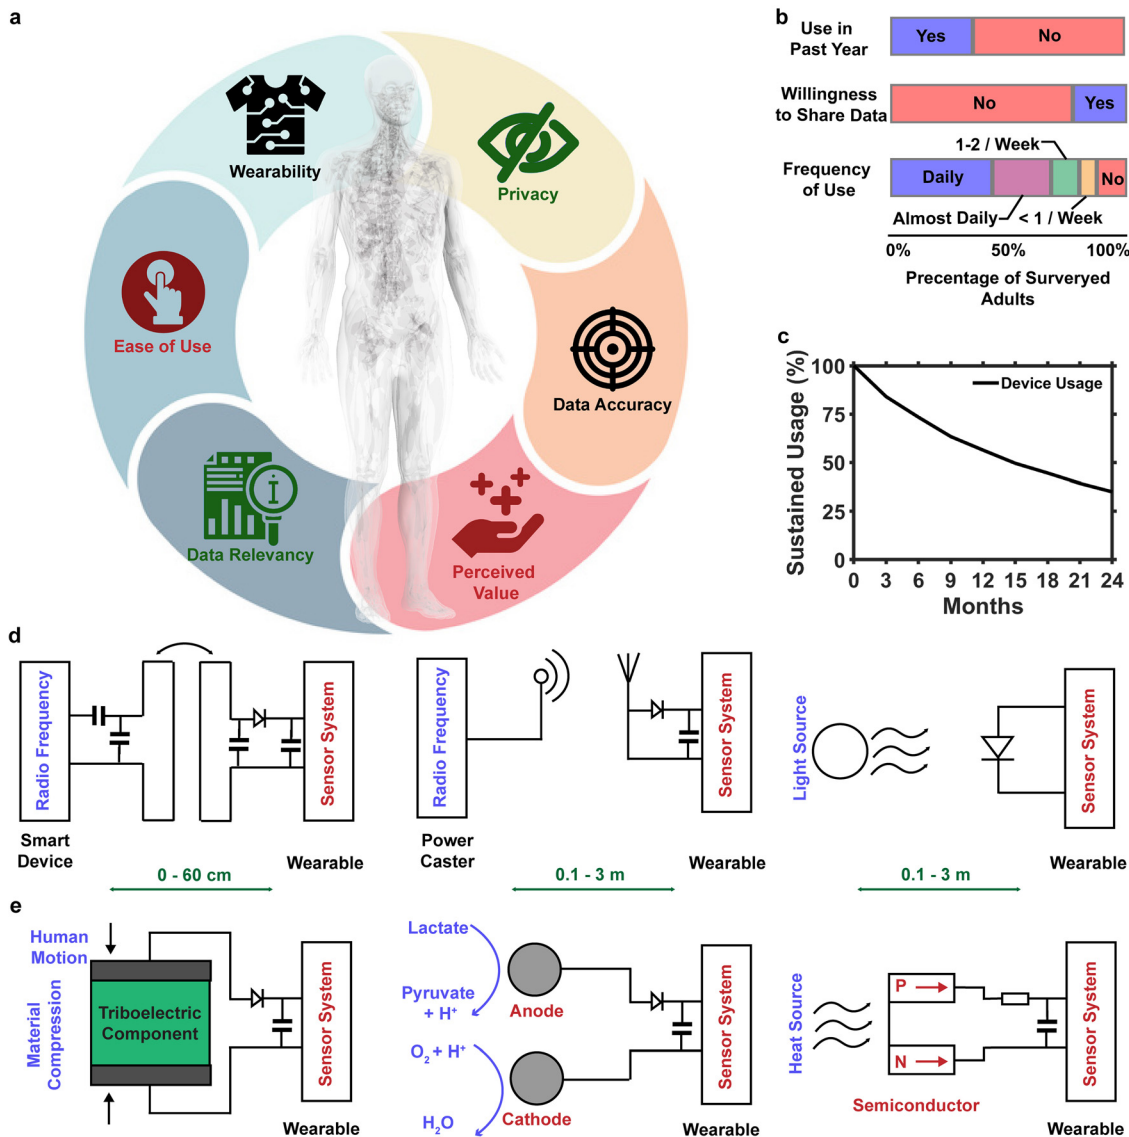 a
Wearability
Privacy
Ease of Use
Data Accuracy
Data Relevancy
Perceived
Value
b
Use in
Past Year
Yes
No
Willingness
to Share Data
No
Yes
1-2 / Week
Frequency
of Use
Daily
No
Almost Daily
< 1 / Week
0%
50%
100%
Precentage of Surveryed
Adults
c
Sustained Usage (%)
100
75
50
25
0
Device Usage
0 3 6 9 12 15 18 21 24
Months
d
Radio Frequency
Sensor System
Smart
Device
Wearable
0 - 60 cm
Radio Frequency
Sensor System
Power
Caster
Wearable
0.1 - 3 m
Light Source
Sensor System
Wearable
0.1 - 3 m
e
Human
Motion
Material
Compression
Triboelectric
Component
Sensor System
Wearable
Lactate
Pyruvate
+ H⁺
Anode
O₂ + H⁺
H₂O
Cathode
Sensor System
Wearable
Heat Source
P
N
Semiconductor
Sensor System
Wearable